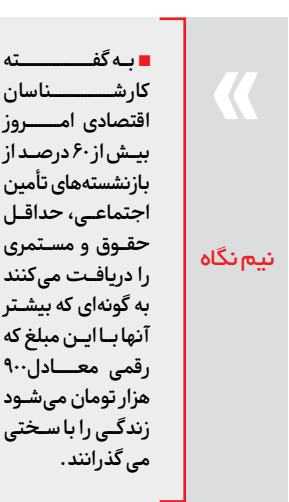 »
نیم نگاه
■ به گفته
کارشناسان
اقتصادی امروز
بیش از ۶۰ درصد از
بازنشسته‌های تأمین
اجتماعی، حداقل
حقوق و مستمری
را دریافت می‌کنند
به گونه‌ای که بیشتر
آنها با این مبلغ که
رقمی معادل ۹۰۰
هزار تومان می‌شود
زندگی را با سختی
می گذرانند.